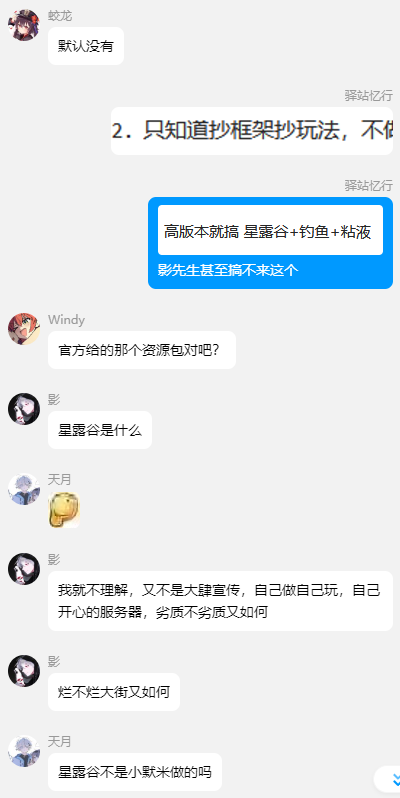 蛟龙
默认没有
驿站忆行
2. 只知道抄框架抄玩法，不
驿站忆行
高版本就搞 星露谷+钓鱼+粘液
影先生甚至搞不来这个
Windy
官方给的那个资源包对吧？
影
星露谷是什么
天月
影
我就不理解，又不是大肆宣传，自己做自己玩，自己
开心的服务器，劣质不劣质又如何
影
烂不烂大街又如何
天月
星露谷不是小默米做的吗